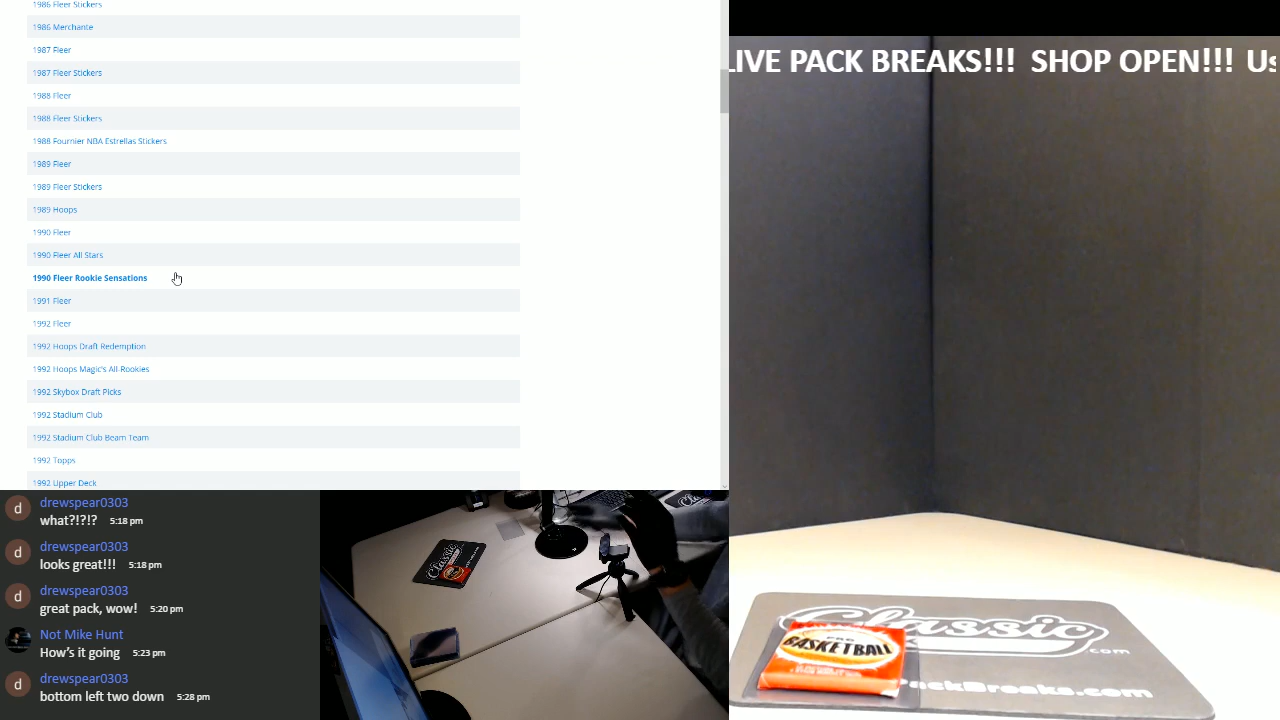 1986 Fleer Stickers
1986 Merchante
1987 Fleer
1987 Fleer Stickers
1988 Fleer
1988 Fleer Stickers
1988 Fournier NBA Estrellas Stickers
1989 Fleer
1989 Fleer Stickers
1989 Hoops
1990 Fleer
1990 Fleer All Stars
1990 Fleer Rookie Sensations
1991 Fleer
1992 Fleer
1992 Hoops Draft Redemption
1992 Hoops Magic's All-Rookies
1992 Skybox Draft Picks
1992 Stadium Club
1992 Stadium Club Beam Team
1992 Topps
1992 Upper Deck
LIVE PACK BREAKS!!! SHOP OPEN!!! Us
d drewspear0303
what?!?!? 5:18 pm
d drewspear0303
looks great!!! 5:18 pm
d drewspear0303
great pack, wow! 5:20 pm
Not Mike Hunt
How's it going 5:23 pm
d drewspear0303
bottom left two down 5:28 pm
Classic
Classic
.com
PRO
BASKETBALL
PackBreaks.com